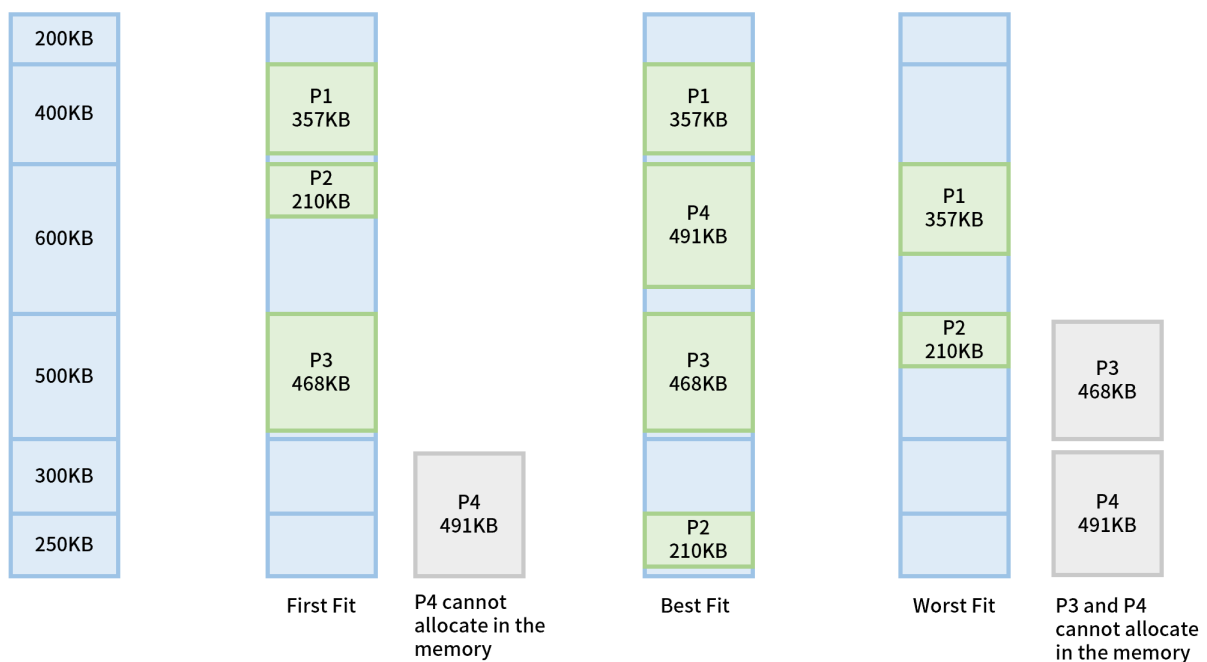 200KB
400KB
600KB
500KB
300KB
250KB
P1
357KB
P2
210KB
P3
468KB
First Fit
P4
491KB
P4 cannot
allocate in the
memory
P1
357KB
P4
491KB
P3
468KB
P2
210KB
Best Fit
P1
357KB
P2
210KB
Worst Fit
P3
468KB
P4
491KB
P3 and P4
cannot allocate
in the memory